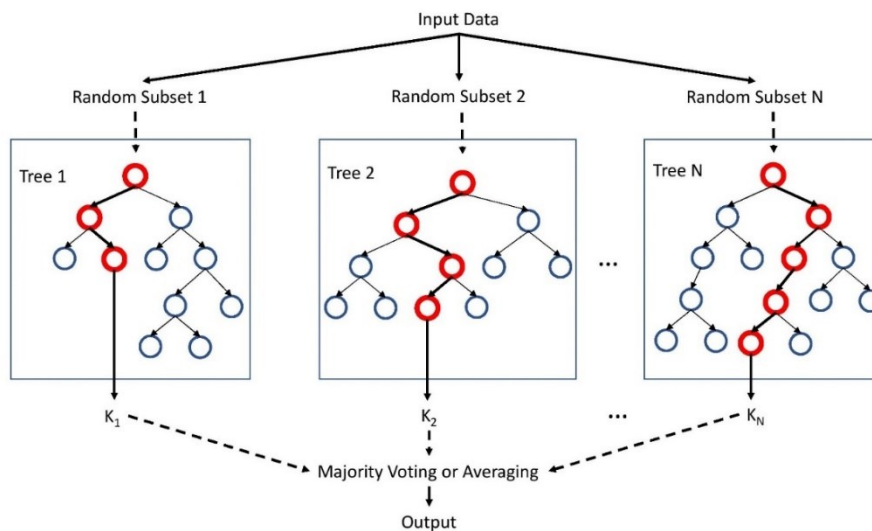 Input Data
Random Subset 1
Random Subset 2
Random Subset N
Tree 1
Tree 2
Tree N
...
K₁
K₂
...
K_N
Majority Voting or Averaging
Output